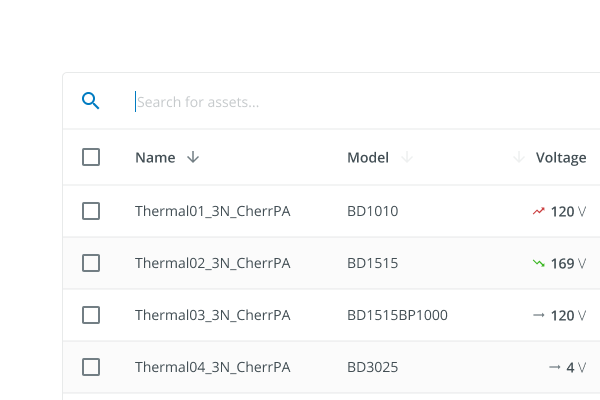 Search for assets...
Name Model Voltage
Thermal01_3N_CherrPA BD1010 120 V
Thermal02_3N_CherrPA BD1515 169 V
Thermal03_3N_CherrPA BD1515BP1000 120 V
Thermal04_3N_CherrPA BD3025 4 V